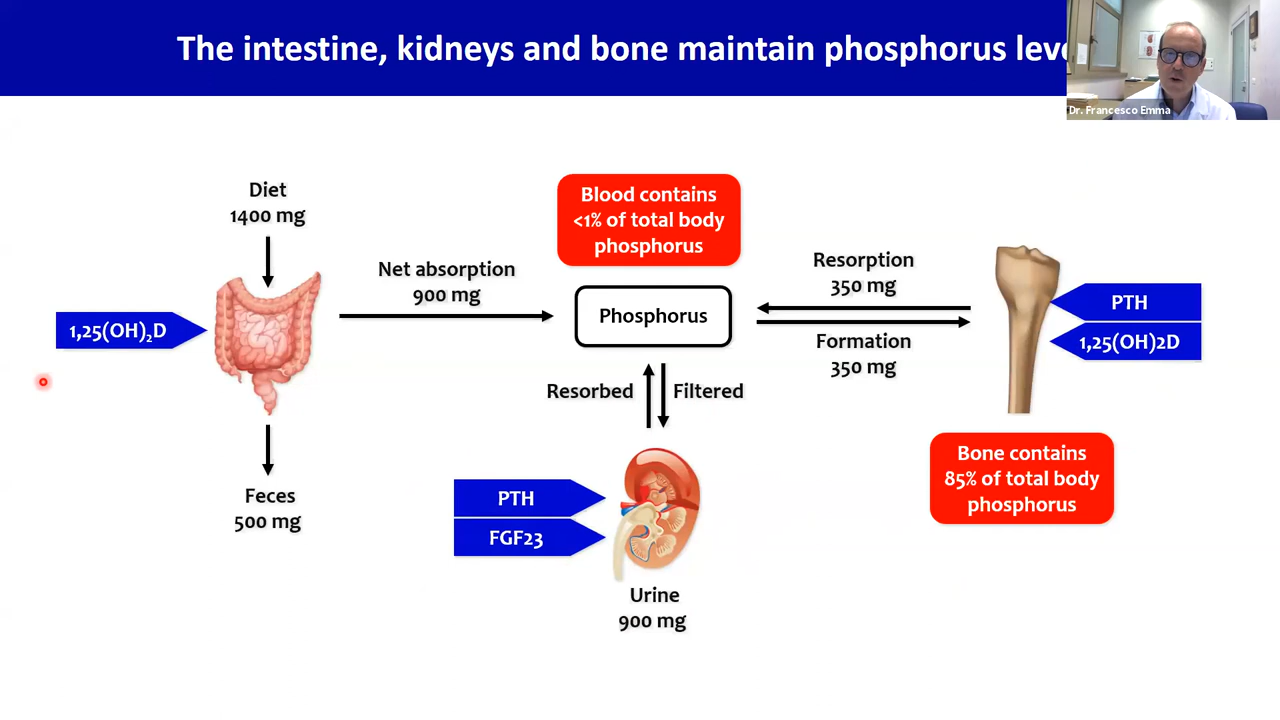 The intestine, kidneys and bone maintain phosphorus
Dr. Francesco Emma
Diet
1400 mg
Blood contains
<1% of total body
phosphorus
Net absorption
900 mg
Resorption
350 mg
PTH
1,25(OH)₂D
Phosphorus
1,25(OH)2D
Formation
350 mg
Resorbed
Filtered
Feces
500 mg
PTH
FGF23
Bone contains
85% of total body
phosphorus
Urine
900 mg